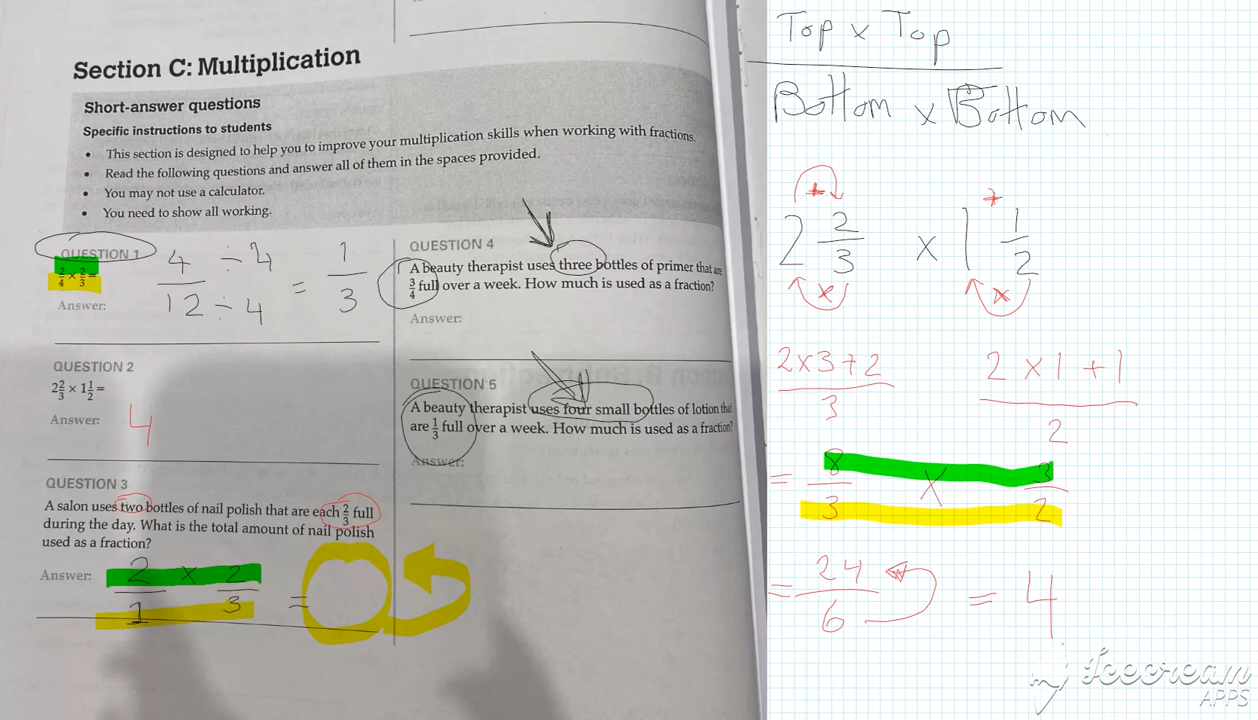 Section C: Multiplication
Short-answer questions
Specific instructions to students
• This section is designed to help you to improve your multiplication skills when working with fractions.
• Read the following questions and answer all of them in the spaces provided.
• You may not use a calculator.
• You need to show all working.
QUESTION 1
2/4 × 2/3 =
Answer:
4/12 ÷ 4/÷ 4 = 1/3
QUESTION 2
2 2/3 × 1 1/2 =
Answer: 4
QUESTION 3
A salon uses two bottles of nail polish that are each 2/3 full
during the day. What is the total amount of nail polish
used as a fraction?
Answer: 2/1 × 2/3 =
QUESTION 4
A beauty therapist uses three bottles of primer that are
3/4 full over a week. How much is used as a fraction?
Answer:
QUESTION 5
A beauty therapist uses four small bottles of lotion that
are 1/3 full over a week. How much is used as a fraction?
Answer:
Top x Top
Bottom x Bottom
+ +
2 2/3 x 1 1/2
x x
2x3+2/3 2x1+1/2
= 8/3 x 3/2
= 24/6 = 4
Icecream
APPS